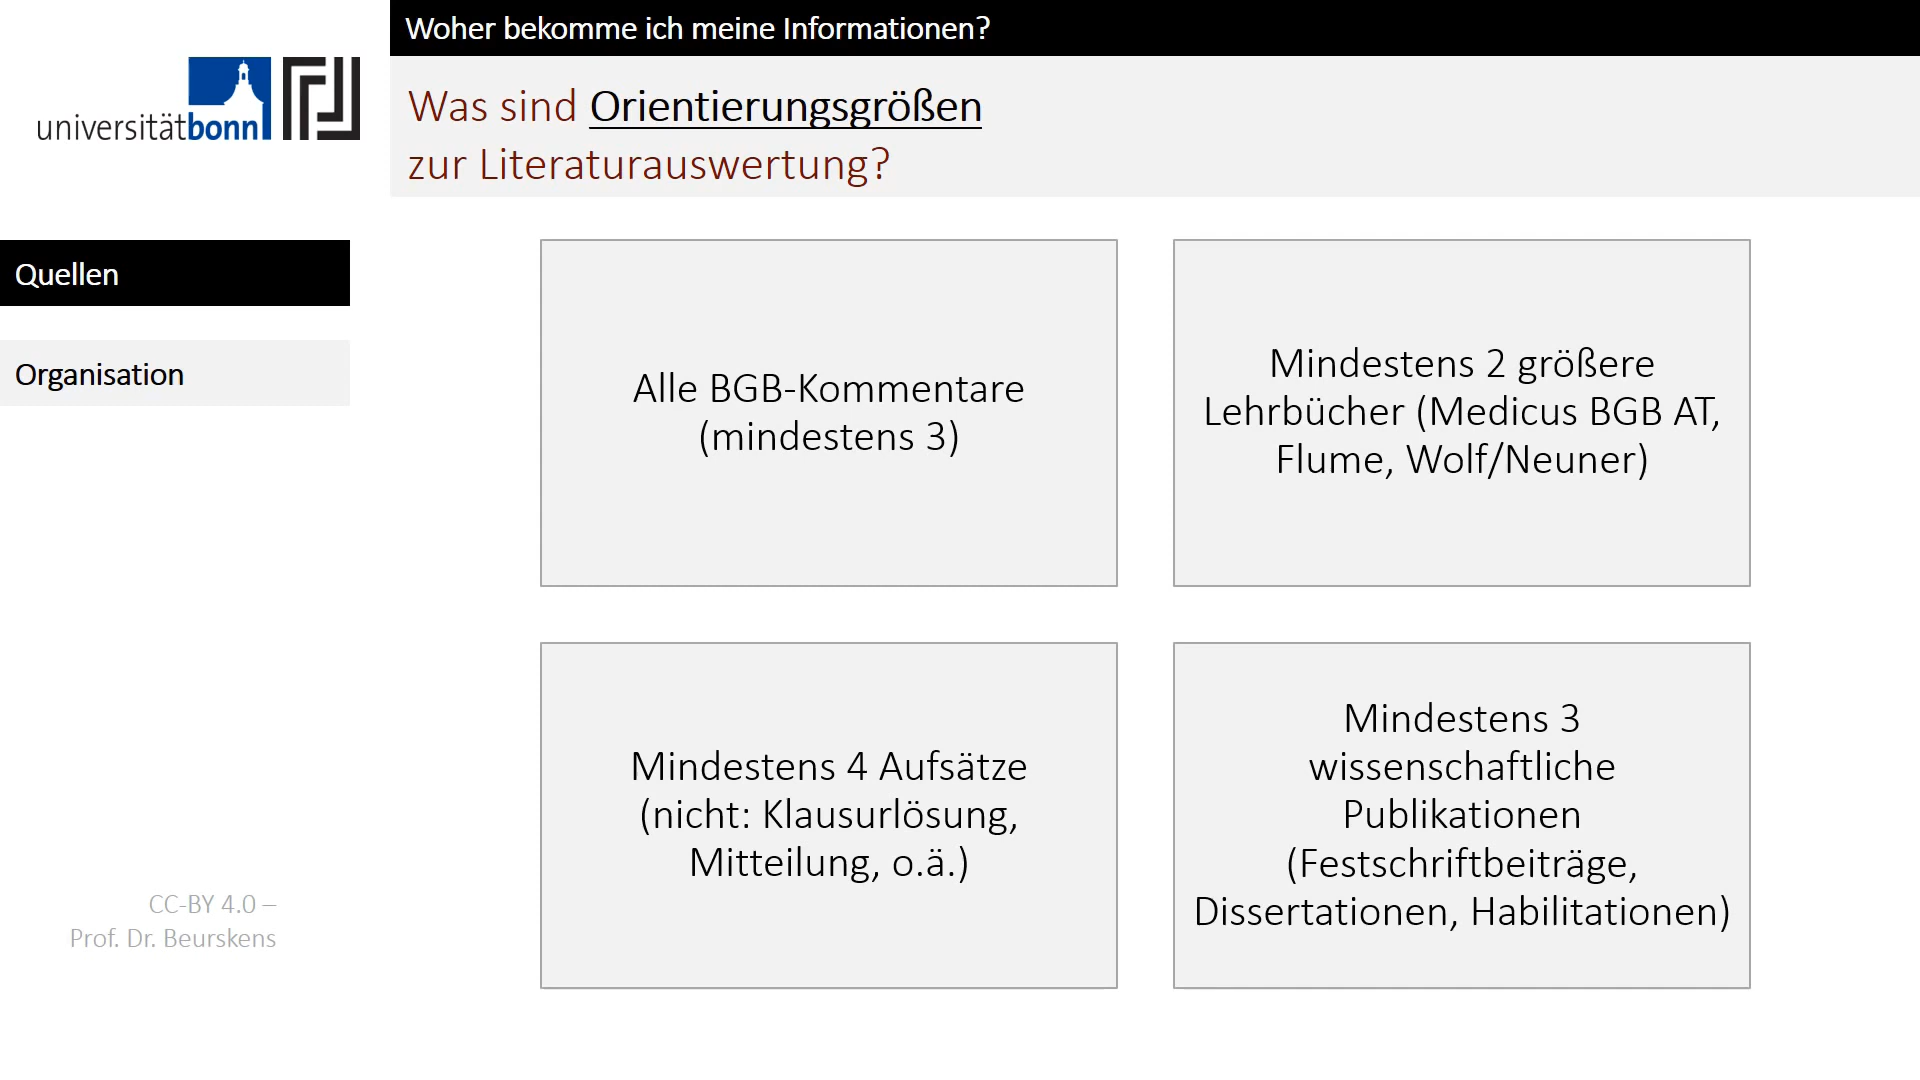 Woher bekomme ich meine Informationen?
universitätbonn
Was sind Orientierungsgrößen
zur Literaturauswertung?
Quellen
Organisation
Alle BGB-Kommentare
(mindestens 3)
Mindestens 2 größere
Lehrbücher (Medicus BGB AT,
Flume, Wolf/Neuner)
Mindestens 4 Aufsätze
(nicht: Klausurlösung,
Mitteilung, o.ä.)
Mindestens 3
wissenschaftliche
Publikationen
(Festschriftbeiträge,
Dissertationen, Habilitationen)
CC-BY 4.0 –
Prof. Dr. Beurskens